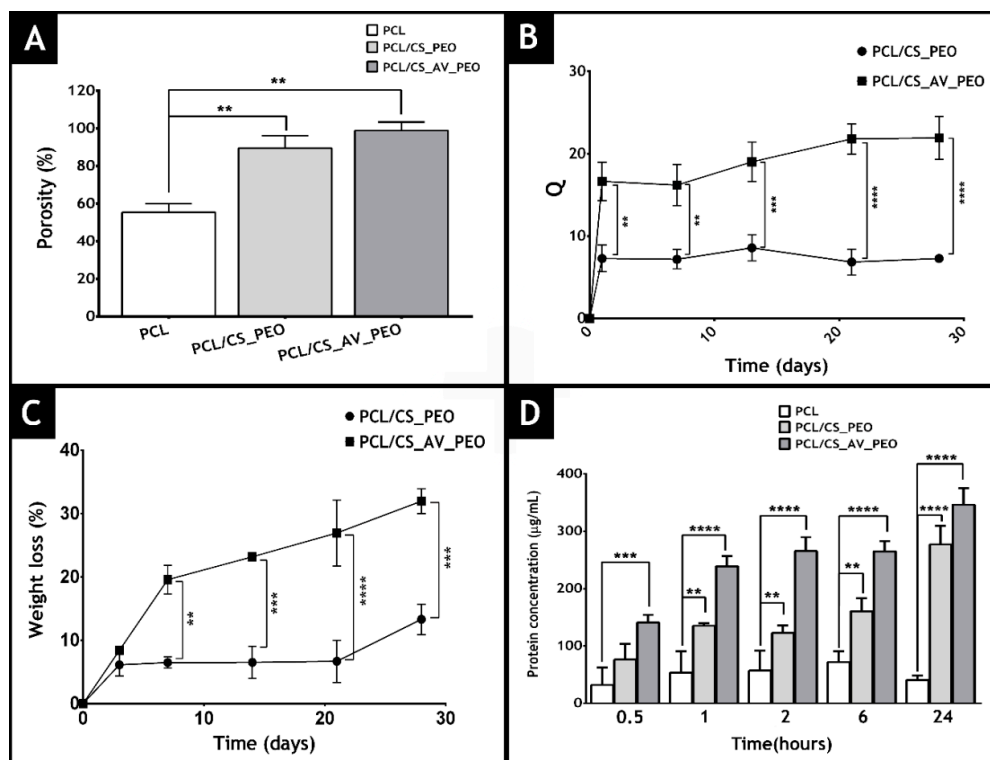 A
PCL
PCL/CS_PEO
PCL/CS_AV_PEO
**
**
120
100
80
60
40
20
0
Porosity (%)
PCL
PCL/CS_PEO
PCL/CS_AV_PEO
B
PCL/CS_PEO
PCL/CS_AV_PEO
30
20
10
0
Q
**
**
***
****
****
0
10
20
30
Time (days)
C
PCL/CS_PEO
PCL/CS_AV_PEO
40
30
20
10
0
Weight loss (%)
**
***
****
***
0
10
20
30
Time (days)
D
PCL
PCL/CS_PEO
PCL/CS_AV_PEO
400
300
200
100
0
Protein concentration (μg/mL)
***
****
**
****
**
****
**
****
****
0.5
1
2
6
24
Time(hours)